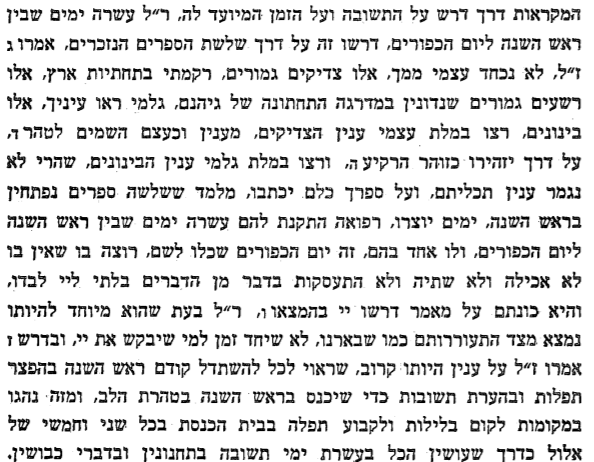 המקראות דרך דרש על התשובה ועל הזמן המיועד לה, ר״ל עשרה ימים שבין
ראש השנה ליום הכפורים, דרשו זה על דרך שלשת הספרים הנזכרים, אמרו ג
ז״ל, לא נכחד עצמי ממך, אלו צדיקים גמורים, רקמתי בתחתיות ארץ, אלו
רשעים גמורים שנדונין במדרגה התחתונה של גיהנם, גלמי ראו עיניך, אלו
בינונים, רצו במלת עצמי ענין הצדיקים, מענין וכעצם השמים לטהר ד,
על דרך יזהירו כזוהר הרקיע ה, ורצו במלת גלמי ענין הבינונים, שהרי לא
נגמר ענין תכליתם, ועל ספרך כלם יכתבו, מלמד ששלשה ספרים נפתחין
בראש השנה, ימים יוצרו, רפואה התקנת להם עשרה ימים שבין ראש השנה
ליום הכפורים, ולו אחד בהם, זה יום הכפורים שכלו לשם, רוצה בו שאין בו
לא אכילה ולא שתיה ולא התעסקות בדבר מן הדברים בלתי ליי לבדו,
והיא כונתם על מאמר דרשו יי בהמצאו ו, ר״ל בעת שהוא מיוחד להיותו
נמצא מצד התעוררותם כמו שבארנו, לא שיחד זמן למי שיבקש את יי, ובדרש ז
אמרו ז״ל על ענין היותו קרוב, שראוי לכל להשתדל קודם ראש השנה בהפצר
תפלות ובהערת תשובות כדי שיכנס בראש השנה בטהרת הלב, ומזה נהגו
במקומות לקום בלילות ולקבוע תפלה בבית הכנסת בכל שני וחמשי של
אלול כדרך שעושין הכל בעשרת ימי תשובה בתחנונין ובדברי כבושין.